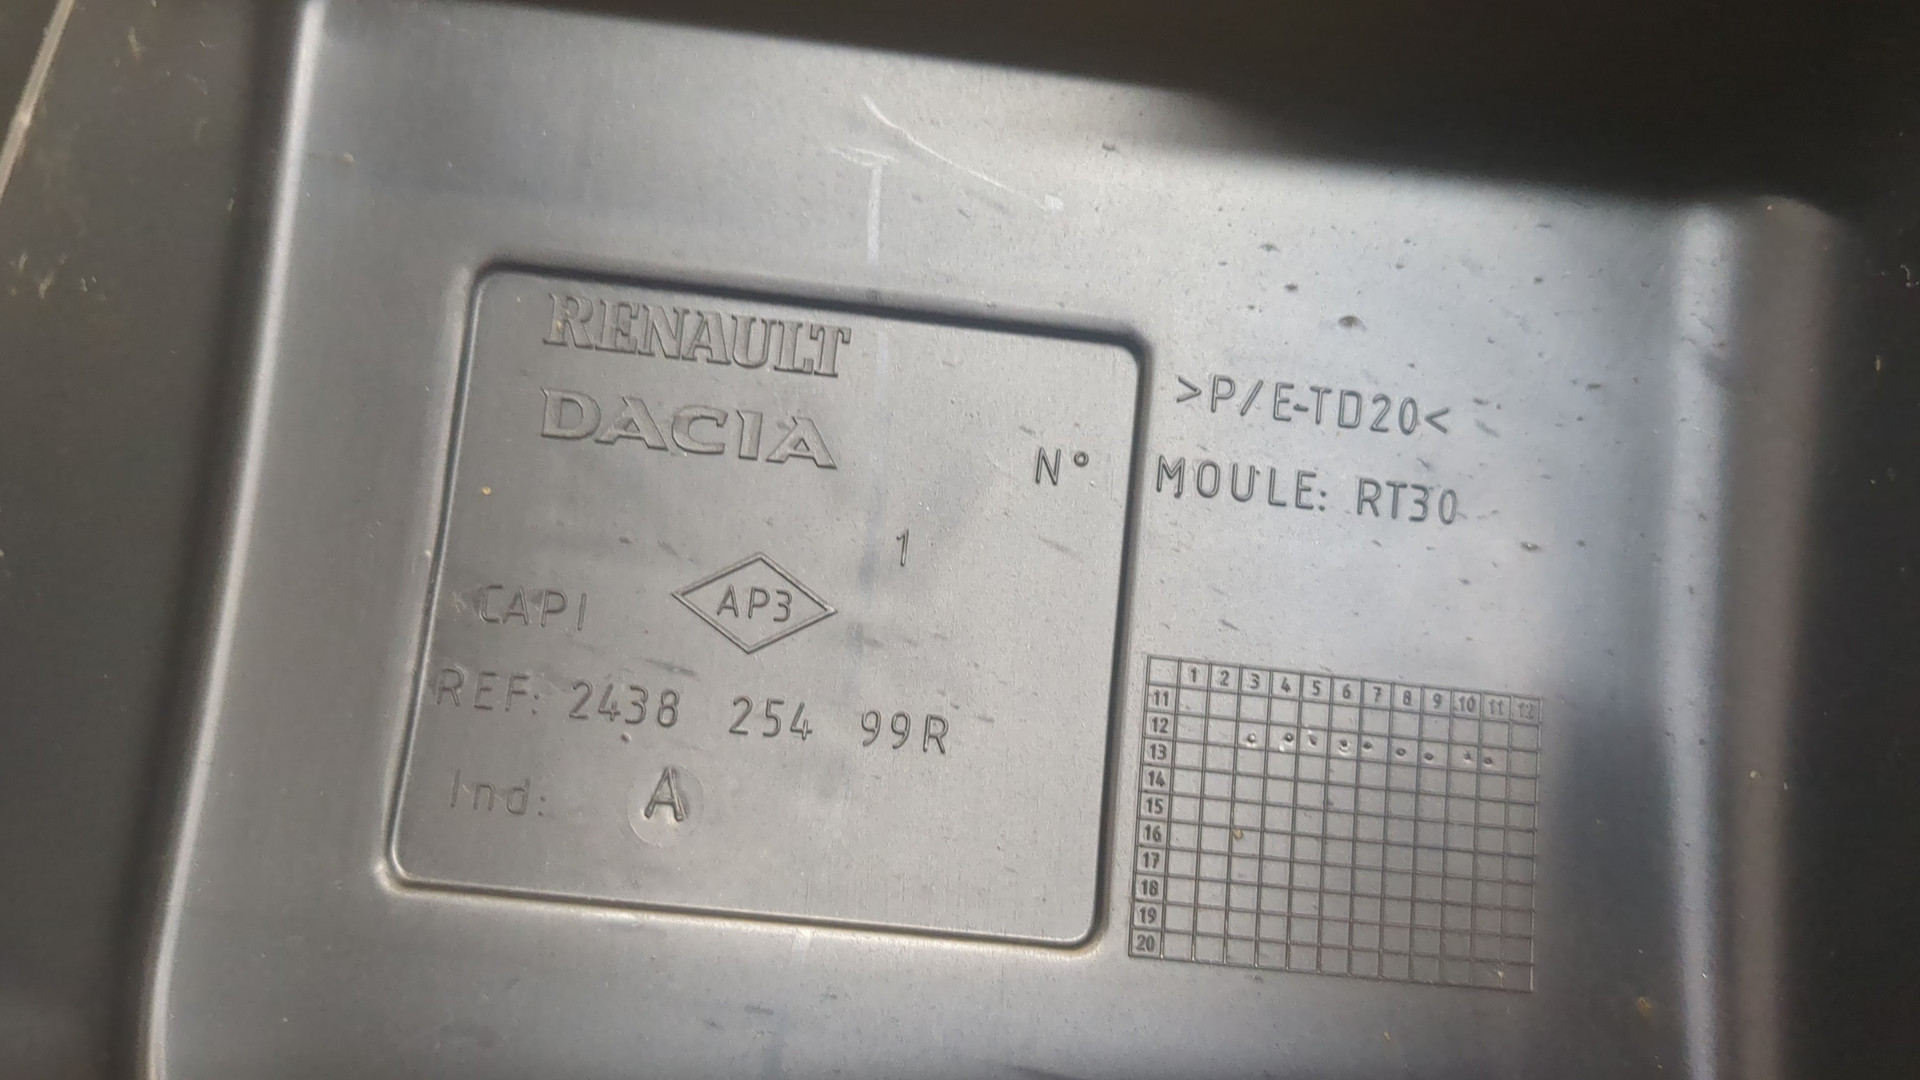 RENAULT
DACIA
>P/E-TD20<
N° MOULE: RT30
1
CAPI AP3
REF: 2438 254 99R
Ind: A
1 2 3 4 5 6 7 8 9 10 11 12
11
12
13
14
15
16
17
18
19
20